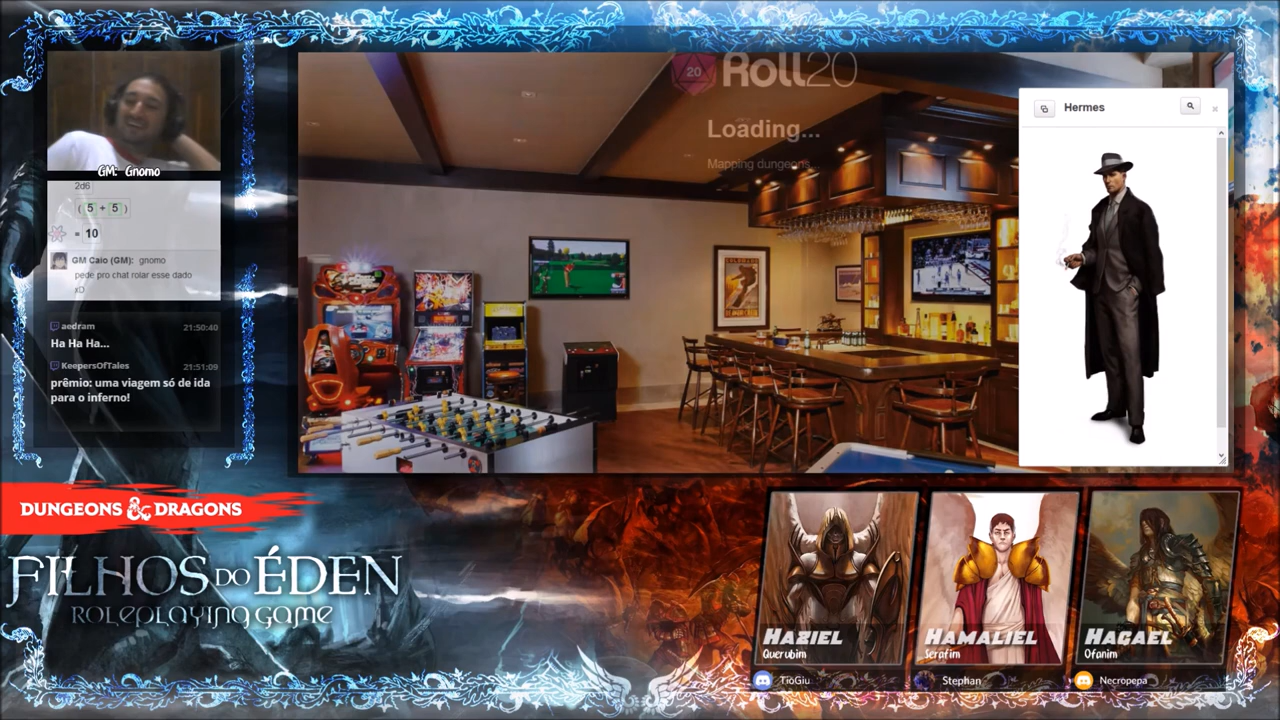 GM: Gnomo
2d6
( 5 + 5 )
= 10
GM Caio (GM): gnomo
pede pro chat rolar esse dado
xD
aedram 21:50:40
Ha Ha Ha...
KeepersOfTales 21:51:09
prêmio: uma viagem só de ida
para o inferno!
20 Roll20
Loading...
Mapping dungeons...
Hermes
DUNGEONS & DRAGONS
FILHOS DO ÉDEN
ROLEPLAYING GAME
HAZIEL
Querubim
TioGiu
HAMALIEL
Serafim
Stephan
HAGAEL
Ofanim
Necropepa